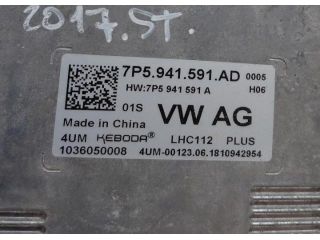 2017.ST.
7P5.941.591.AD 0005
HW:7P5 941 591 A H06
01S VW AG
Made in China
4UM KEBODA® LHC112 PLUS
1036050008 4UM-00123.06.1810942954